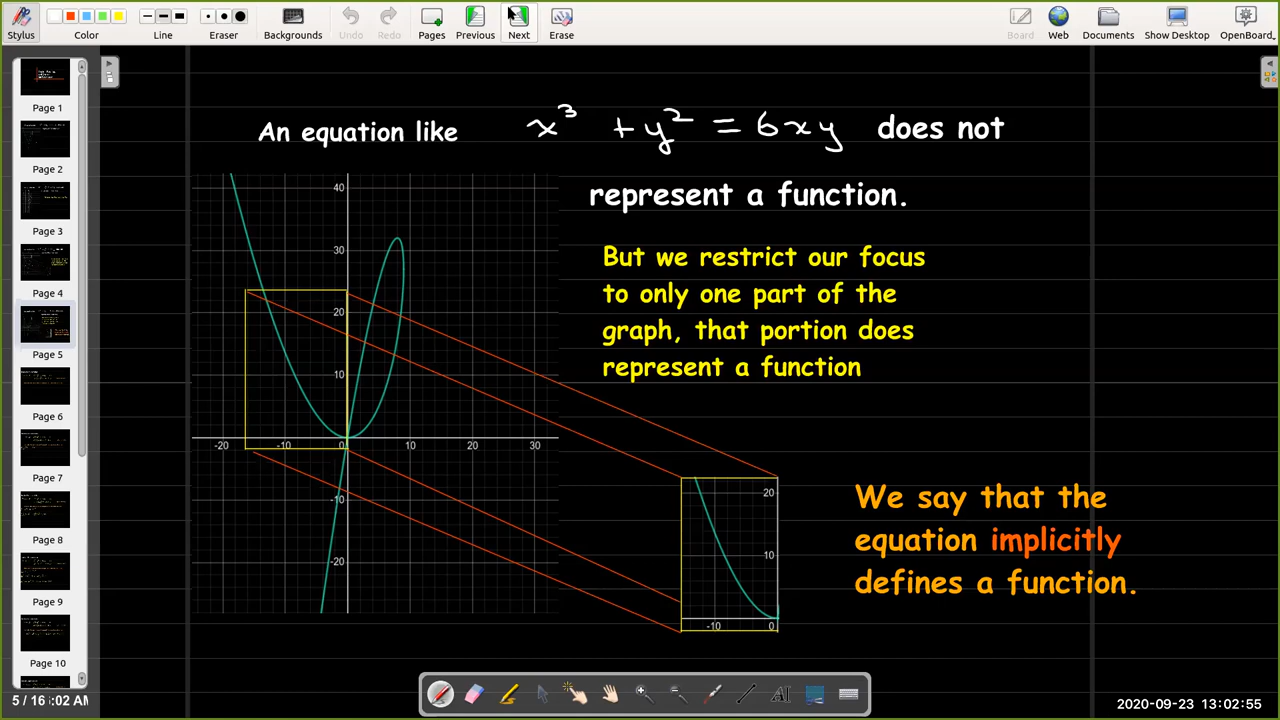 Stylus
Color
Line
Eraser
Backgrounds
Undo
Redo
Pages
Previous
Next
Erase
Board
Web
Documents
Show Desktop
OpenBoard
Page 1
Page 2
Page 3
Page 4
Page 5
Page 6
Page 7
Page 8
Page 9
Page 10
5 / 16
:02 AM
An equation like x³ + y² = 6xy does not
represent a function.
But we restrict our focus
to only one part of the
graph, that portion does
represent a function
We say that the
equation implicitly
defines a function.
40
30
20
10
-20 -10 0 10 20 30
-10
-20
20
10
-10 0
AI
2020-09-23 13:02:55